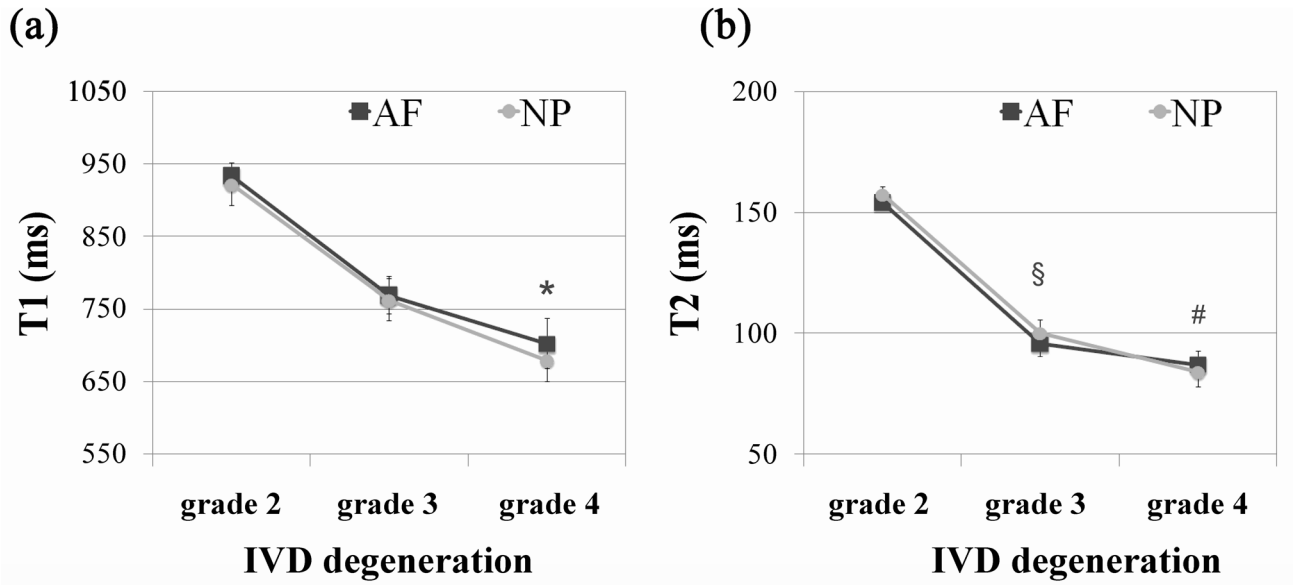 (a)
1050
950
850
750
650
550
T1 (ms)
AF NP
*
grade 2 grade 3 grade 4
IVD degeneration
(b)
200
150
100
50
T2 (ms)
AF NP
§
#
grade 2 grade 3 grade 4
IVD degeneration